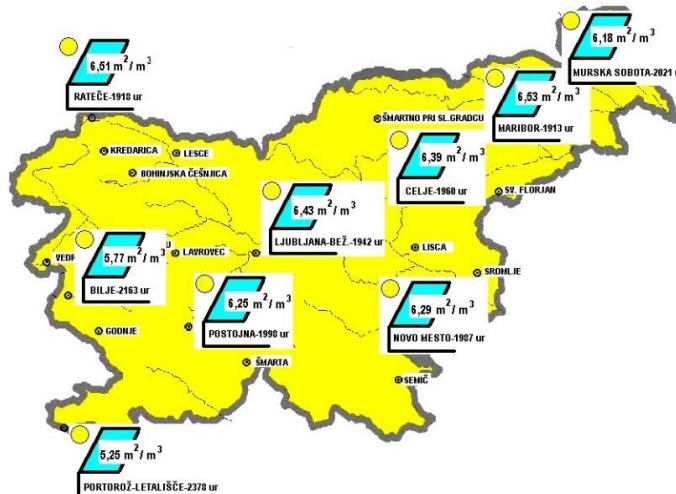 6,18 m²/ m³
MURSKA SOBOTA-2021
6,51 m²/ m³
RATEČE-1918 ur
6,53 m²/ m³
MARIBOR-1913 ur
ŠMARTNO PRI SL.GRADCU
KREDARICA
LESCE
BOHINJSKA ČEŠNJICA
6,39 m²/ m³
CELJE-1960 ur
SV. FLORJAN
6,43 m²/ m³
LJUBLJANA-BEŽ.-1942 ur
LISCA
LAVROVEC
5,77 m²/ m³
BILJE-2163 ur
SROMLJE
6,25 m²/ m³
POSTOJNA-1998 ur
6,29 m²/ m³
NOVO MESTO-1987 ur
GODNJE
ŠMARTA
SEMIČ
5,25 m²/ m³
PORTOROŽ-LETALIŠČE-2378 ur